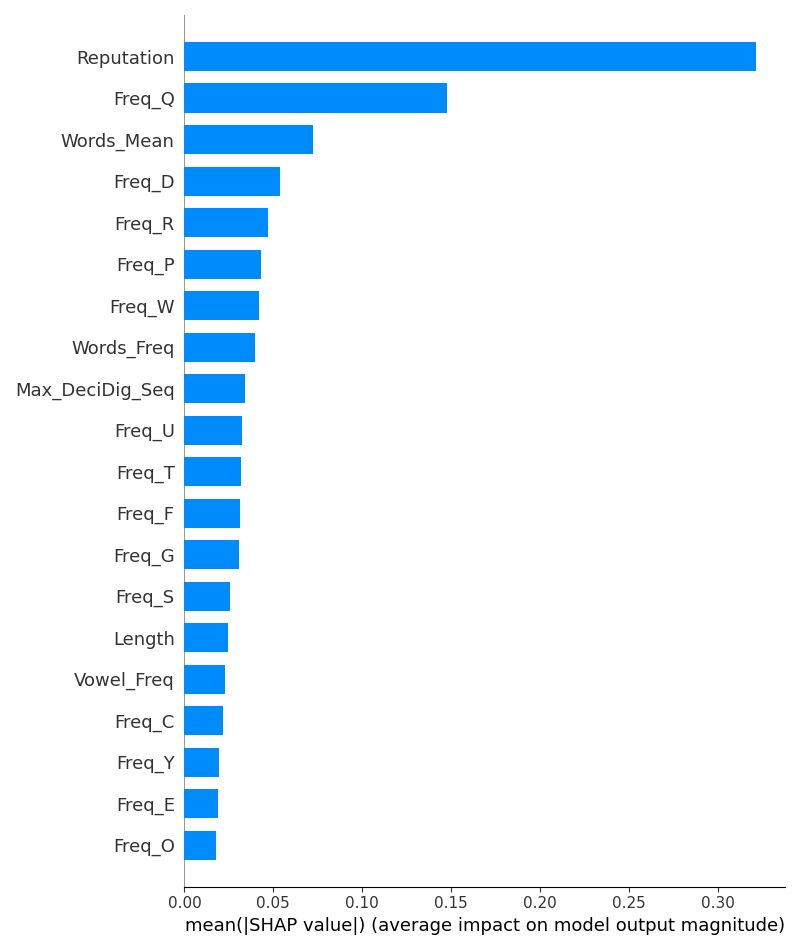 Reputation
Freq_Q
Words_Mean
Freq_D
Freq_R
Freq_P
Freq_W
Words_Freq
Max_DeciDig_Seq
Freq_U
Freq_T
Freq_F
Freq_G
Freq_S
Length
Vowel_Freq
Freq_C
Freq_Y
Freq_E
Freq_O
0.00 0.05 0.10 0.15 0.20 0.25 0.30
mean(|SHAP value|) (average impact on model output magnitude)